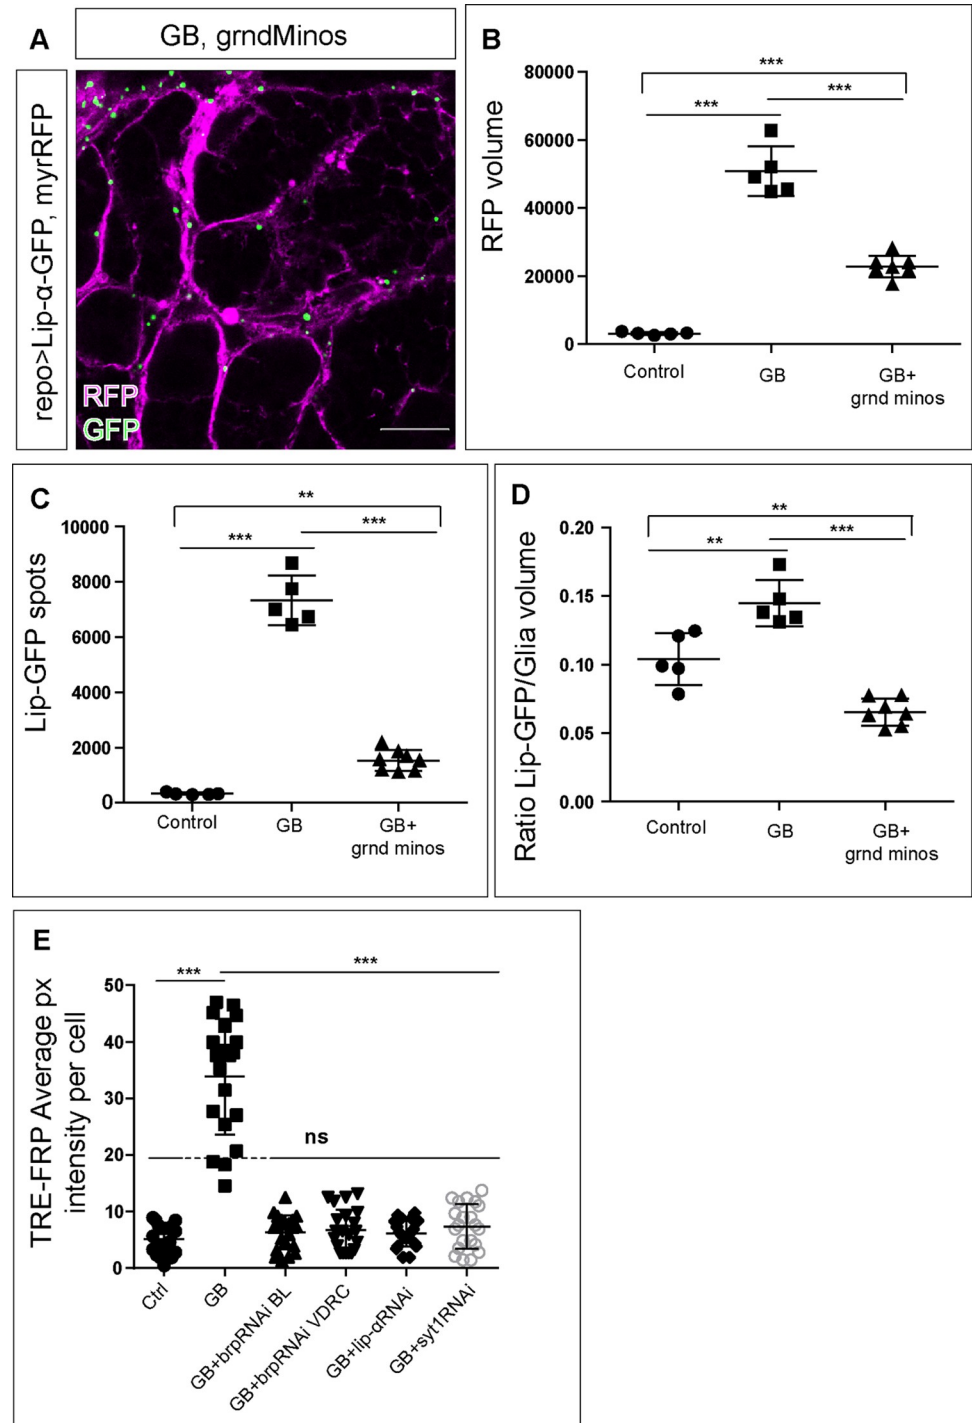 A
GB, grndMinos
repo>Lip-α-GFP, myrRFP
RFP
GFP
B
RFP volume
80000
60000
40000
20000
0
***
***
***
Control
GB
GB+
grnd minos
C
Lip-GFP spots
10000
8000
6000
4000
2000
0
**
***
***
Control
GB
GB+
grnd minos
D
Ratio Lip-GFP/Glia volume
0.20
0.15
0.10
0.05
0.00
**
**
***
Control
GB
GB+
grnd minos
E
TRE-FRP Average px
intensity per cell
50
40
30
20
10
0
***
***
ns
Ctrl
GB
GB+brpRNAi BL
GB+brpRNAi VDRC
GB+lip-αRNAi
GB+syt1RNAi